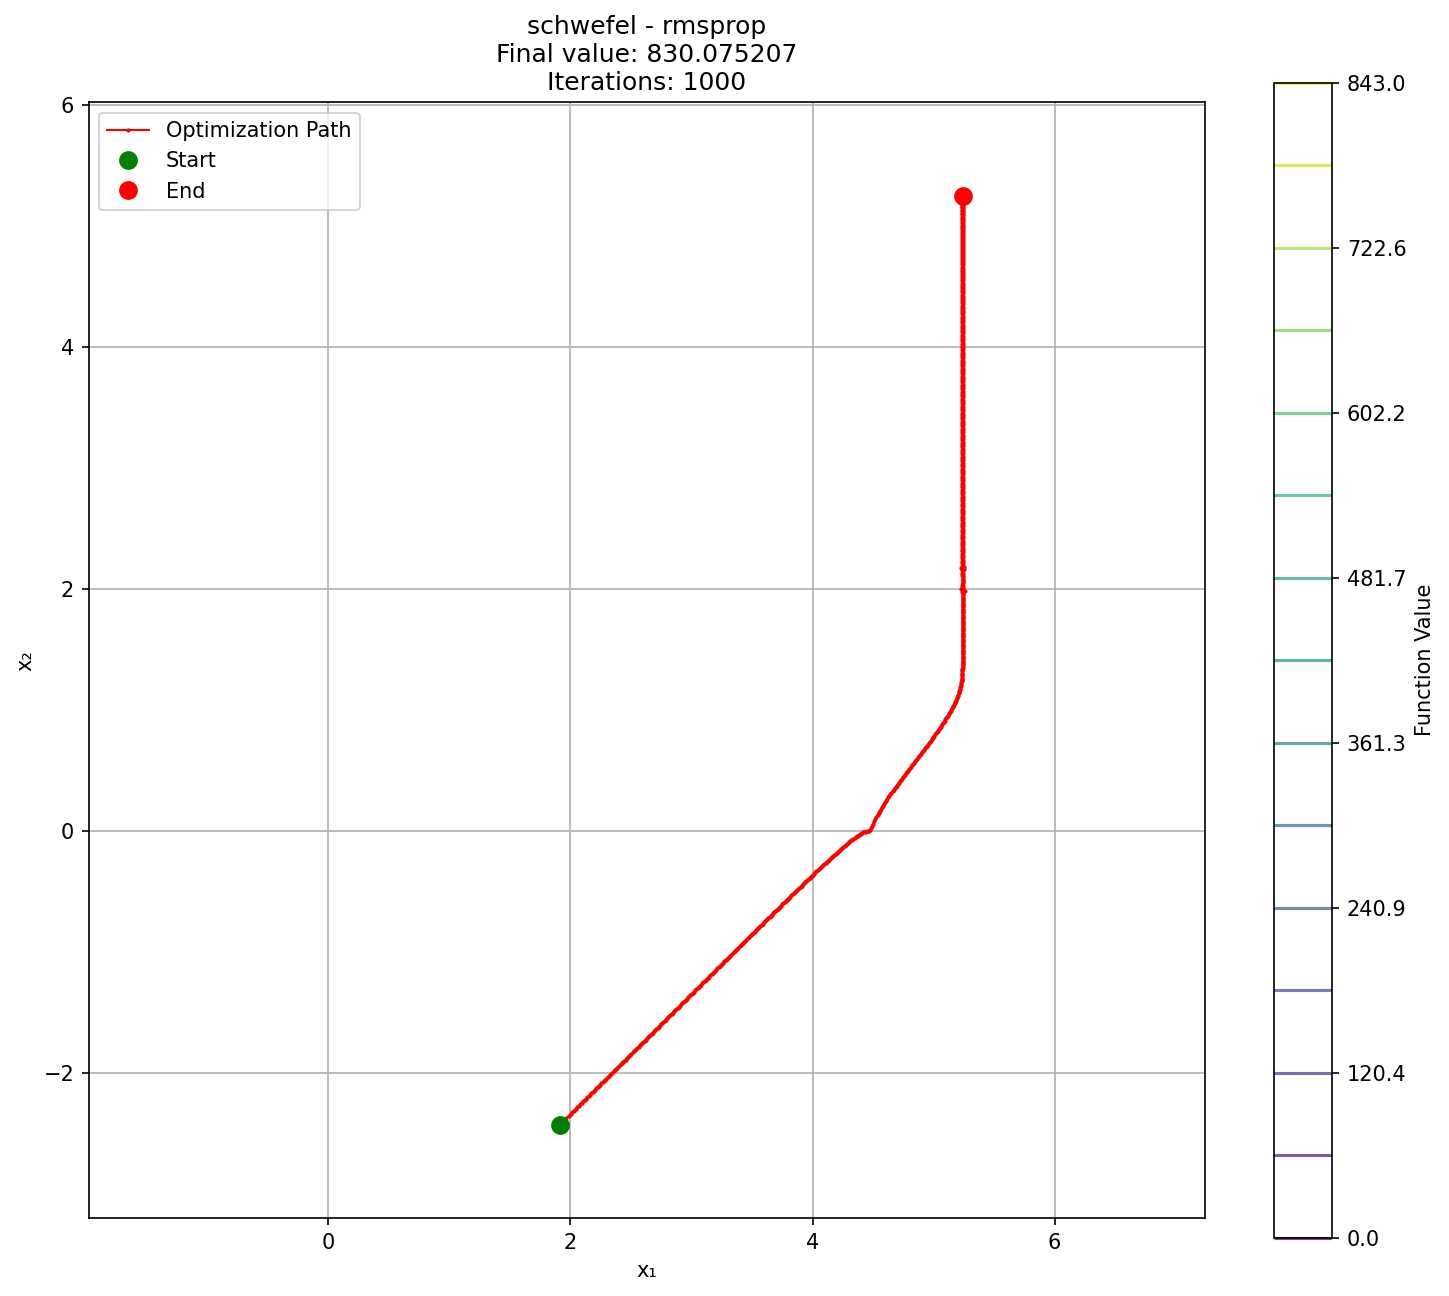 schwefel - rmsprop
Final value: 830.075207
Iterations: 1000
Optimization Path
Start
End
6
4
2
0
−2
0
2
4
6
x₁
x₂
843.0
722.6
602.2
481.7
361.3
240.9
120.4
0.0
Function Value